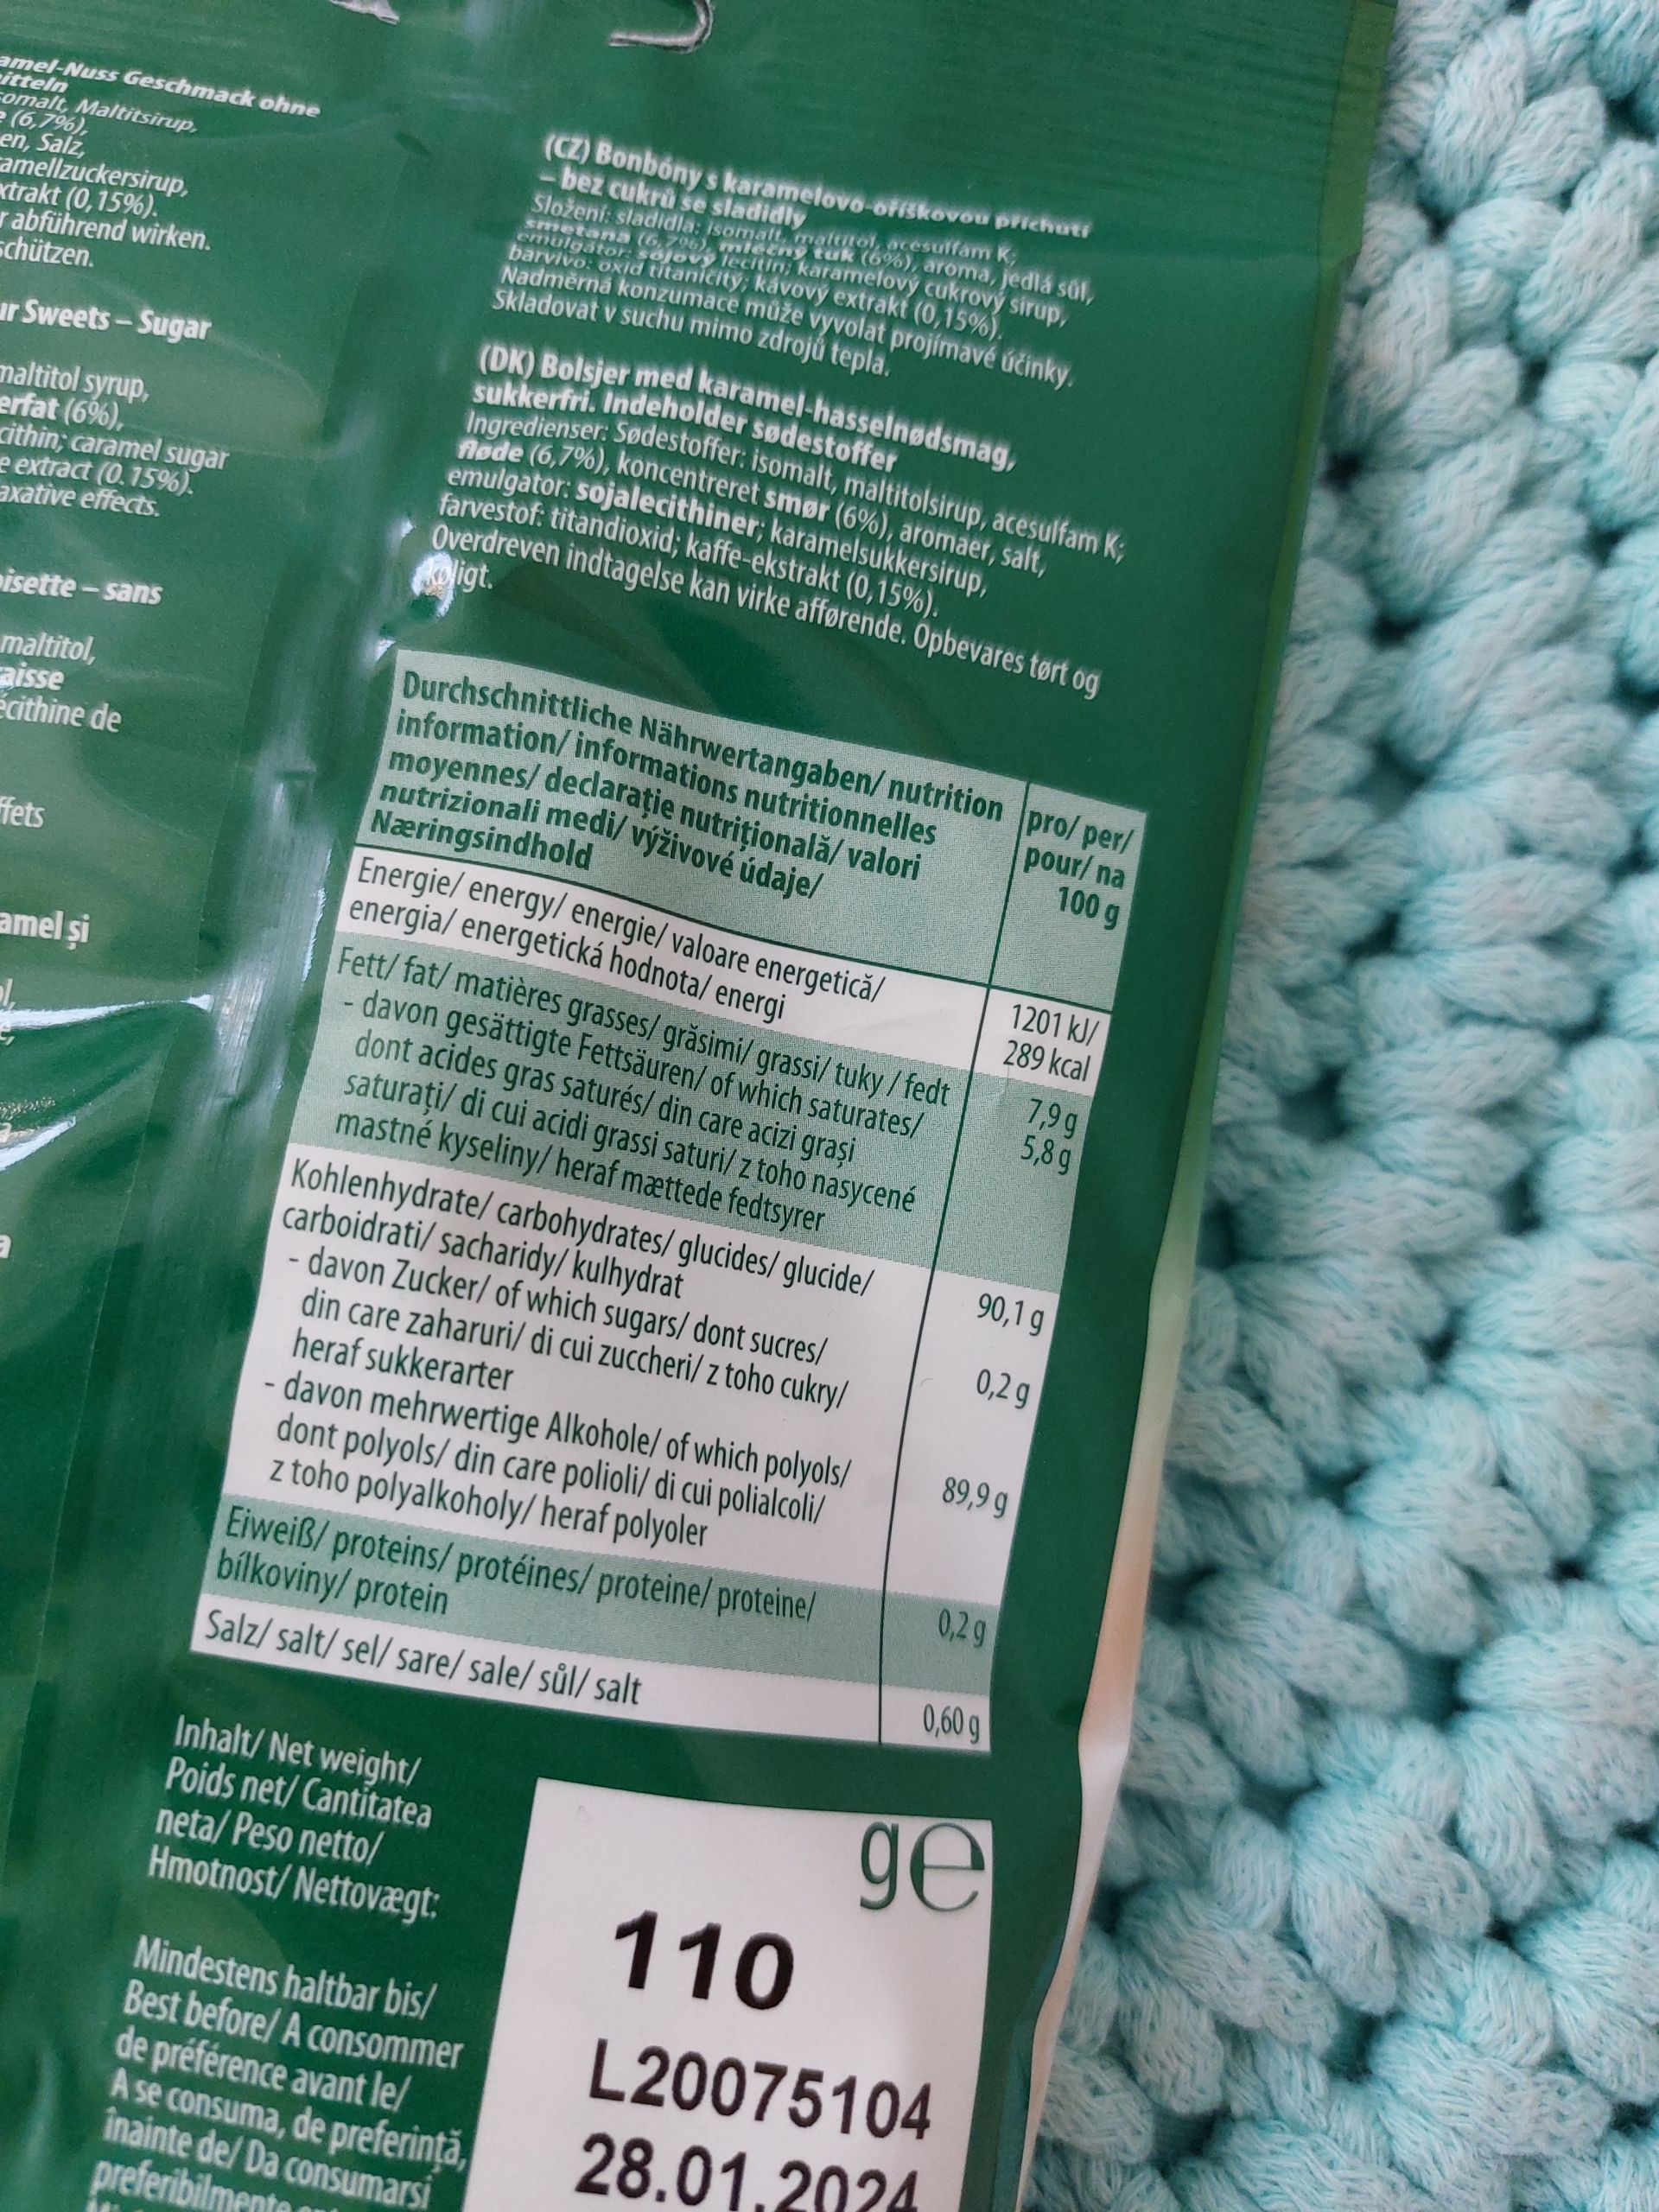 amel-Nuss Geschmack ohne
itteln
somalt, Maltitsirup,
(6,7%),
en, Salz,
amellzuckersirup,
xtrakt (0,15%).
r abführend wirken.
schützen.
ur Sweets – Sugar
maltitol syrup,
erfat (6%),
cithin; caramel sugar
e extract (0.15%).
axative effects.
oisette – sans
maltitol,
raisse
écithine de
ffets
amel și
(CZ) Bonbóny s karamelovo-oříškovou příchutí
– bez cukrů se sladidly
Složení: sladidla: isomalt, maltitol, acesulfam K;
smetana (6,7%), mléčný tuk (6%), aroma, jedlá sůl,
emulgátor: sójový lecitin; karamelový cukrový sirup,
barvivo: oxid titaničitý; kávový extrakt (0,15%).
Nadměrná konzumace může vyvolat projímavé účinky.
Skladovat v suchu mimo zdrojů tepla.
(DK) Bolsjer med karamel-hasselnødsmag,
sukkerfri. Indeholder sødestoffer
Ingredienser: Sødestoffer: isomalt, maltitolsirup, acesulfam K;
fløde (6,7%), koncentreret smør (6%), aromaer, salt,
emulgator: sojalecithiner; karamelsukkersirup,
farvestof: titandioxid; kaffe-ekstrakt (0,15%).
Overdreven indtagelse kan virke afførende. Opbevares tørt og
køligt.
Durchschnittliche Nährwertangaben/ nutrition
information/ informations nutritionnelles
moyennes/ declarație nutrițională/ valori
nutrizionali medi/ výživové údaje/
Næringsindhold
pro/ per/
pour/ na
100 g
Energie/ energy/ energie/ valoare energetică/
energia/ energetická hodnota/ energi
1201 kJ/
289 kcal
Fett/ fat/ matières grasses/ grăsimi/ grassi/ tuky / fedt
7,9 g
- davon gesättigte Fettsäuren/ of which saturates/
dont acides gras saturés/ din care acizi grași
saturați/ di cui acidi grassi saturi/ z toho nasycené
mastné kyseliny/ heraf mættede fedtsyrer
5,8 g
Kohlenhydrate/ carbohydrates/ glucides/ glucide/
carboidrati/ sacharidy/ kulhydrat
90,1 g
- davon Zucker/ of which sugars/ dont sucres/
din care zaharuri/ di cui zuccheri/ z toho cukry/
heraf sukkerarter
0,2 g
- davon mehrwertige Alkohole/ of which polyols/
dont polyols/ din care polioli/ di cui polialcoli/
z toho polyalkoholy/ heraf polyoler
89,9 g
Eiweiß/ proteins/ protéines/ proteine/ proteine/
bílkoviny/ protein
0,2 g
Salz/ salt/ sel/ sare/ sale/ sůl/ salt
0,60 g
Inhalt/ Net weight/
Poids net/ Cantitatea
neta/ Peso netto/
Hmotnost/ Nettovægt:
ge
110
Mindestens haltbar bis/
Best before/ A consommer
de préférence avant le/
A se consuma, de preferință,
înainte de/ Da consumarsi
preferibilmente
L20075104
28.01.2024